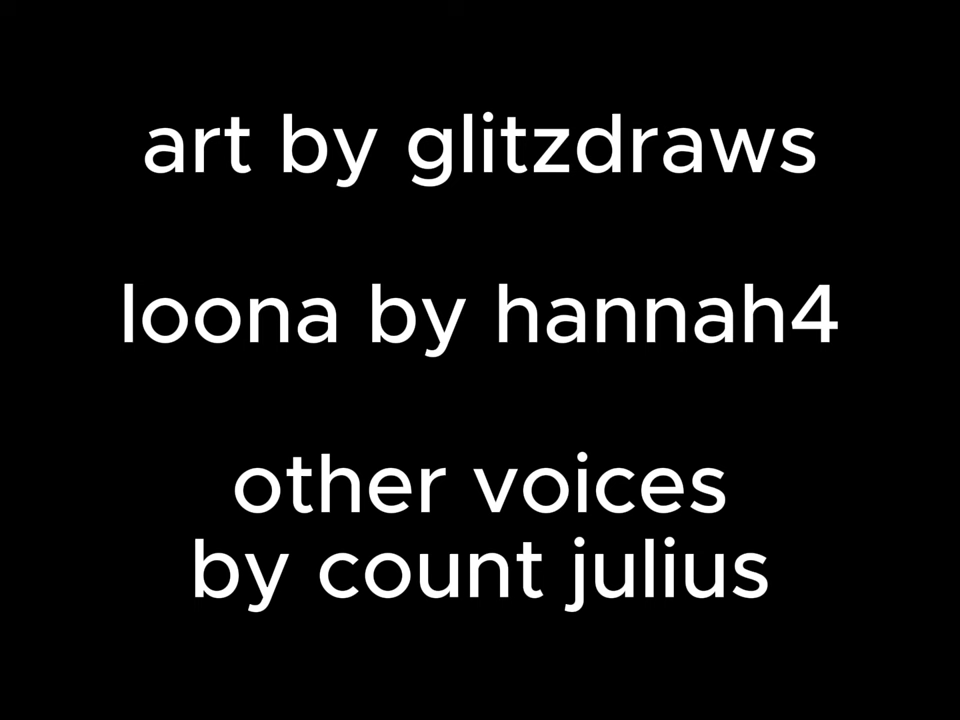 art by glitzdraws
loona by hannah4
other voices
by count julius